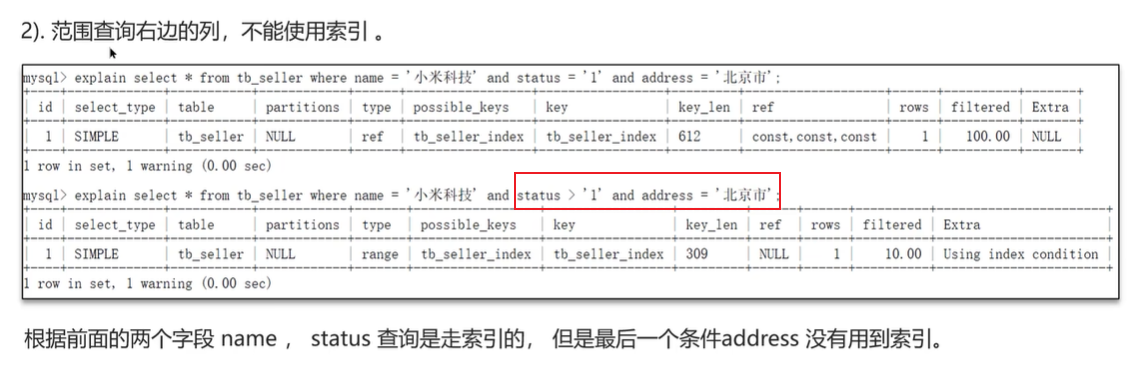 2). 范围查询右边的列，不能使用索引 。
mysql> explain select * from tb_seller where name = '小米科技' and status = '1' and address = '北京市';
| id | select_type | table | partitions | type | possible_keys | key | key_len | ref | rows | filtered | Extra |
| 1 | SIMPLE | tb_seller | NULL | ref | tb_seller_index | tb_seller_index | 612 | const,const,const | 1 | 100.00 | NULL |
1 row in set, 1 warning (0.00 sec)
mysql> explain select * from tb_seller where name = '小米科技' and status > '1' and address = '北京市';
| id | select_type | table | partitions | type | possible_keys | key | key_len | ref | rows | filtered | Extra |
| 1 | SIMPLE | tb_seller | NULL | range | tb_seller_index | tb_seller_index | 309 | NULL | 1 | 10.00 | Using index condition |
1 row in set, 1 warning (0.00 sec)
根据前面的两个字段 name ， status 查询是走索引的， 但是最后一个条件address 没有用到索引。